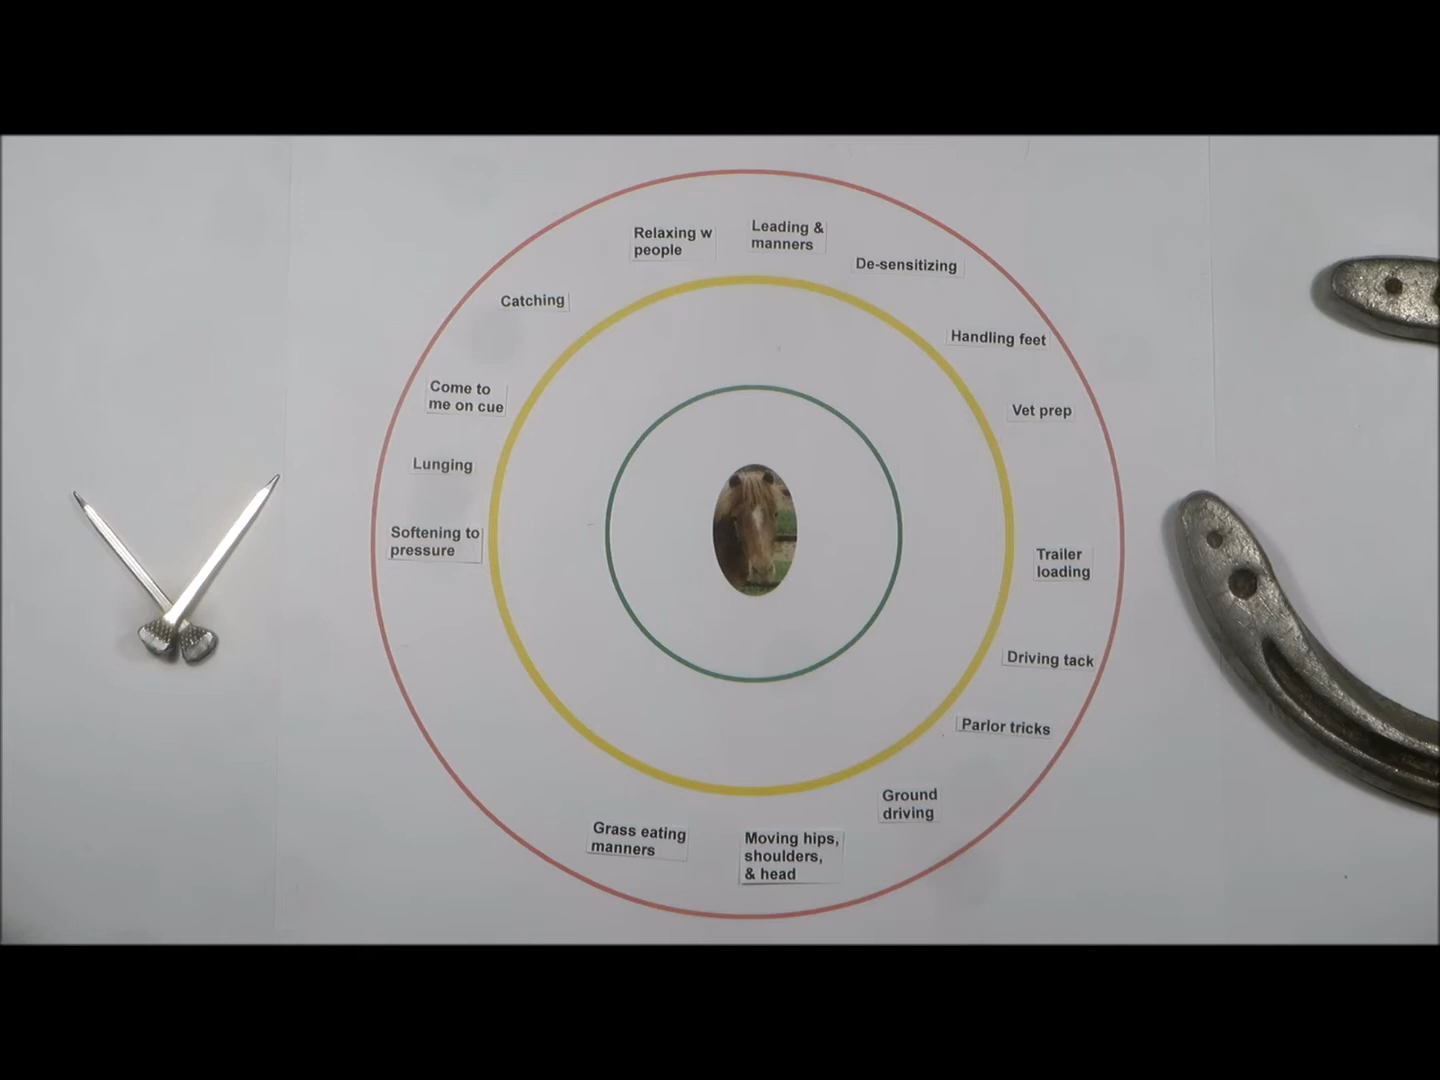 Relaxing w
people
Leading &
manners
De-sensitizing
Catching
Handling feet
Come to
me on cue
Vet prep
Lunging
Softening to
pressure
Trailer
loading
Driving tack
Parlor tricks
Ground
driving
Grass eating
manners
Moving hips,
shoulders,
& head